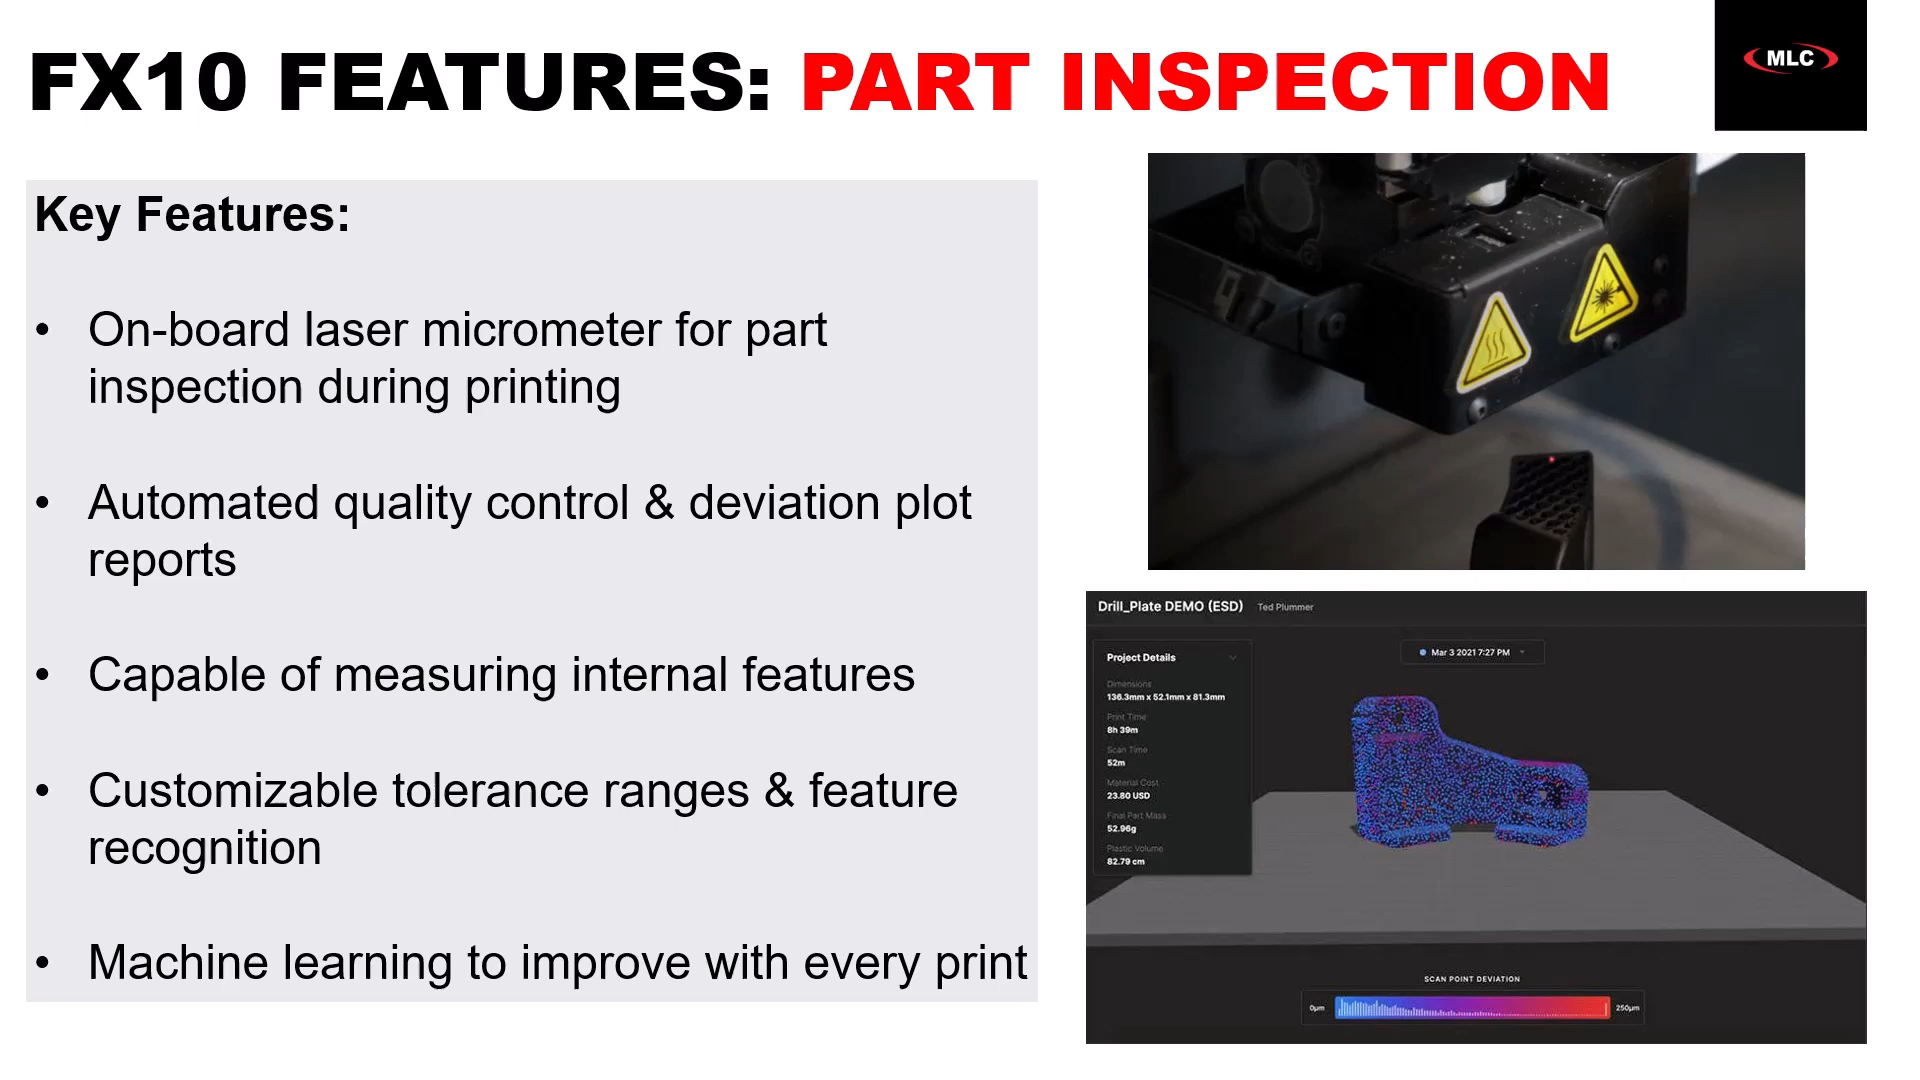 FX10 FEATURES: PART INSPECTION
MLC
Key Features:
• On-board laser micrometer for part
inspection during printing
• Automated quality control & deviation plot
reports
• Capable of measuring internal features
• Customizable tolerance ranges & feature
recognition
• Machine learning to improve with every print
Drill_Plate DEMO (ESD) Ted Plummer
Project Details
Mar 3 2021 7:27 PM
Dimensions
136.3mm x 52.1mm x 81.3mm
Print Time
8h 39m
Scan Time
52m
Material Cost
23.80 USD
Final Part Mass
52.96g
Plastic Volume
82.79 cm
SCAN POINT DEVIATION
0µm 250µm